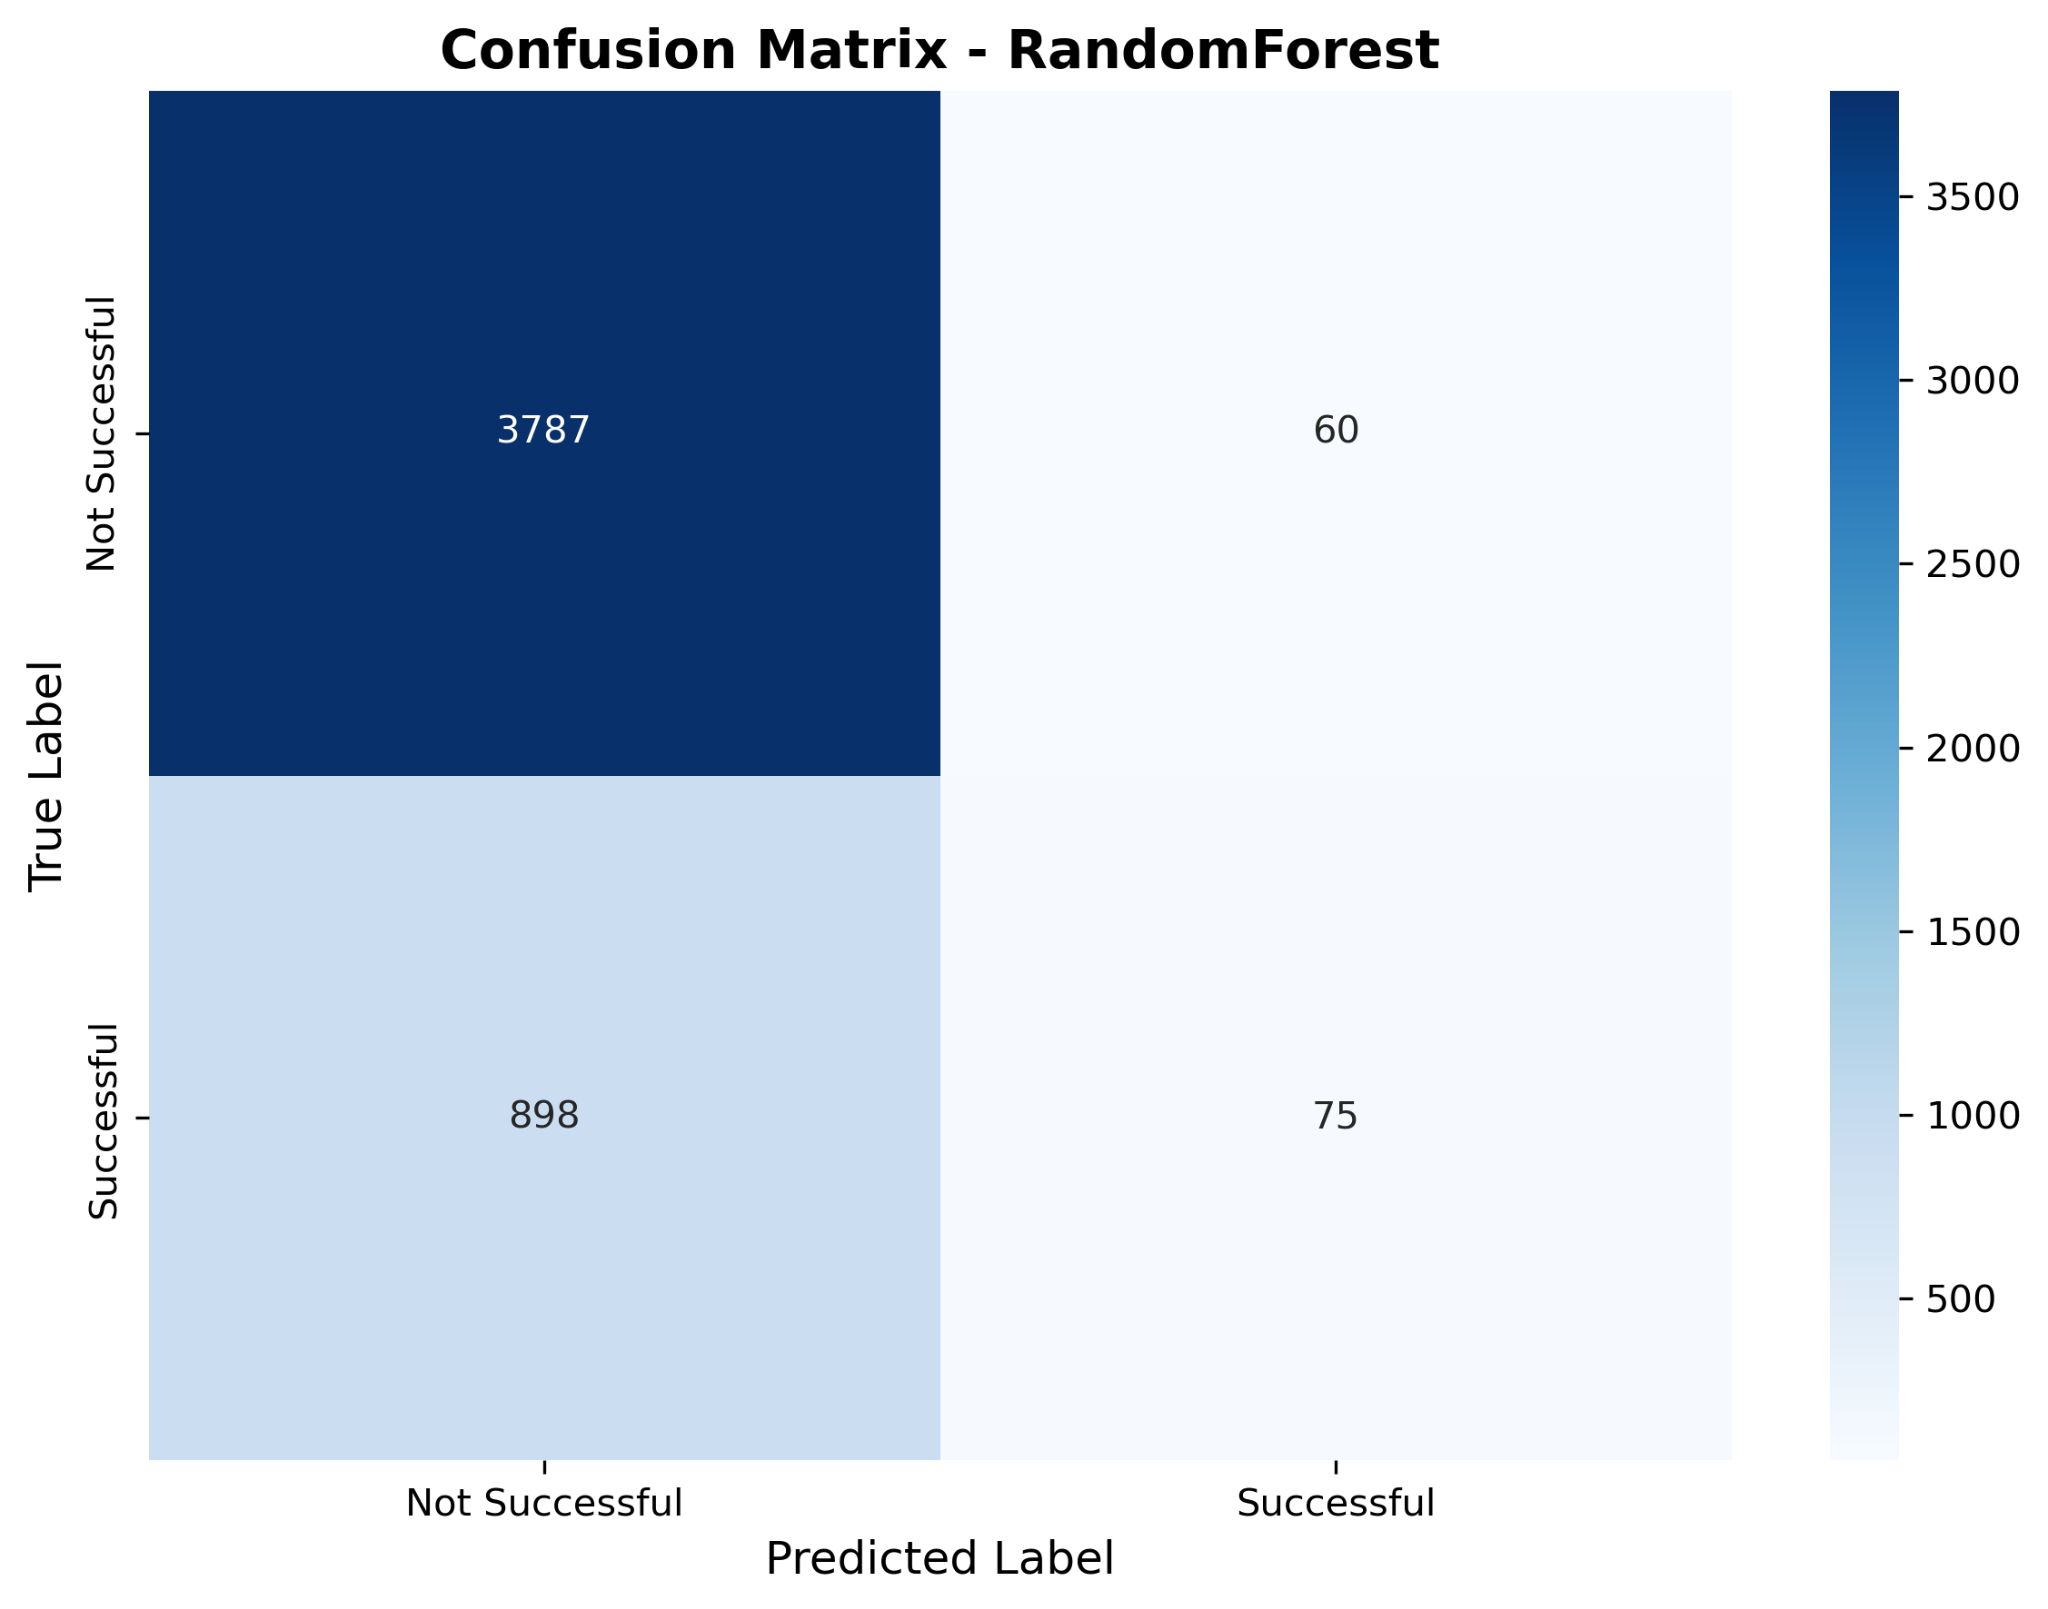 Confusion Matrix - RandomForest
True Label
Not Successful
Successful
3787
60
898
75
Not Successful
Successful
Predicted Label
3500
3000
2500
2000
1500
1000
500